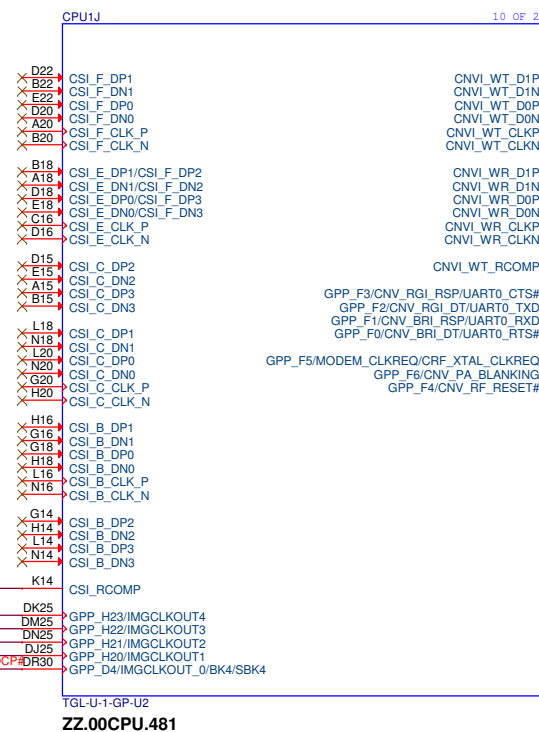 CPU1J 10 OF 2
D22 CSI_F_DP1 CNVI_WT_D1P
B22 CSI_F_DN1 CNVI_WT_D1N
E22 CSI_F_DP0 CNVI_WT_D0P
D20 CSI_F_DN0 CNVI_WT_D0N
A20 CSI_F_CLK_P CNVI_WT_CLKP
B20 CSI_F_CLK_N CNVI_WT_CLKN
B18 CSI_E_DP1/CSI_F_DP2 CNVI_WR_D1P
A18 CSI_E_DN1/CSI_F_DN2 CNVI_WR_D1N
D18 CSI_E_DP0/CSI_F_DP3 CNVI_WR_D0P
E18 CSI_E_DN0/CSI_F_DN3 CNVI_WR_D0N
C16 CSI_E_CLK_P CNVI_WR_CLKP
D16 CSI_E_CLK_N CNVI_WR_CLKN
D15 CSI_C_DP2 CNVI_WT_RCOMP
E15 CSI_C_DN2
A15 CSI_C_DP3 GPP_F3/CNV_RGI_RSP/UART0_CTS#
B15 CSI_C_DN3 GPP_F2/CNV_RGI_DT/UART0_TXD
GPP_F1/CNV_BRI_RSP/UART0_RXD
L18 CSI_C_DP1 GPP_F0/CNV_BRI_DT/UART0_RTS#
N18 CSI_C_DN1
L20 CSI_C_DP0 GPP_F5/MODEM_CLKREQ/CRF_XTAL_CLKREQ
N20 CSI_C_DN0 GPP_F6/CNV_PA_BLANKING
G20 CSI_C_CLK_P GPP_F4/CNV_RF_RESET#
H20 CSI_C_CLK_N
H16 CSI_B_DP1
G16 CSI_B_DN1
G18 CSI_B_DP0
H18 CSI_B_DN0
L16 CSI_B_CLK_P
N16 CSI_B_CLK_N
G14 CSI_B_DP2
H14 CSI_B_DN2
L14 CSI_B_DP3
N14 CSI_B_DN3
K14 CSI_RCOMP
DK25 GPP_H23/IMGCLKOUT4
DM25 GPP_H22/IMGCLKOUT3
DN25 GPP_H21/IMGCLKOUT2
DJ25 GPP_H20/IMGCLKOUT1
CP# DR30 GPP_D4/IMGCLKOUT_0/BK4/SBK4
TGL-U-1-GP-U2
ZZ.00CPU.481